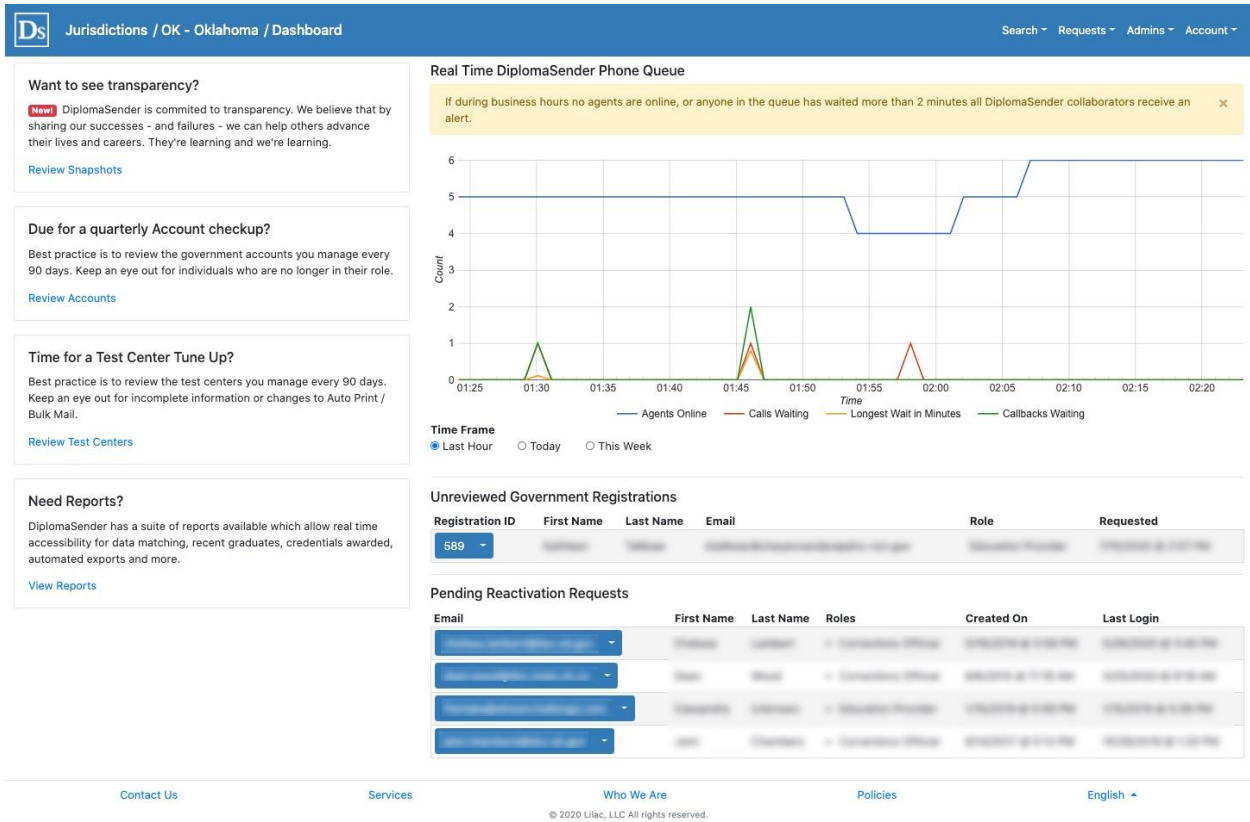 Ds Jurisdictions / OK - Oklahoma / Dashboard
Search Requests Admins Account
Want to see transparency?
New! DiplomaSender is commited to transparency. We believe that by
sharing our successes - and failures - we can help others advance
their lives and careers. They're learning and we're learning.
Review Snapshots
Due for a quarterly Account checkup?
Best practice is to review the government accounts you manage every
90 days. Keep an eye out for individuals who are no longer in their role.
Review Accounts
Time for a Test Center Tune Up?
Best practice is to review the test centers you manage every 90 days.
Keep an eye out for incomplete information or changes to Auto Print /
Bulk Mail.
Review Test Centers
Need Reports?
DiplomaSender has a suite of reports available which allow real time
accessibility for data matching, recent graduates, credentials awarded,
automated exports and more.
View Reports
Real Time DiplomaSender Phone Queue
If during business hours no agents are online, or anyone in the queue has waited more than 2 minutes all DiplomaSender collaborators receive an
alert.
×
6
5
4
3
2
1
0
Count
01:25 01:30 01:35 01:40 01:45 01:50 01:55 02:00 02:05 02:10 02:15 02:20
Time
Agents Online Calls Waiting Longest Wait in Minutes Callbacks Waiting
Time Frame
Last Hour Today This Week
Unreviewed Government Registrations
Registration ID First Name Last Name Email Role Requested
589
Pending Reactivation Requests
Email First Name Last Name Roles Created On Last Login
Contact Us Services Who We Are Policies English
© 2020 Lilac, LLC All rights reserved.